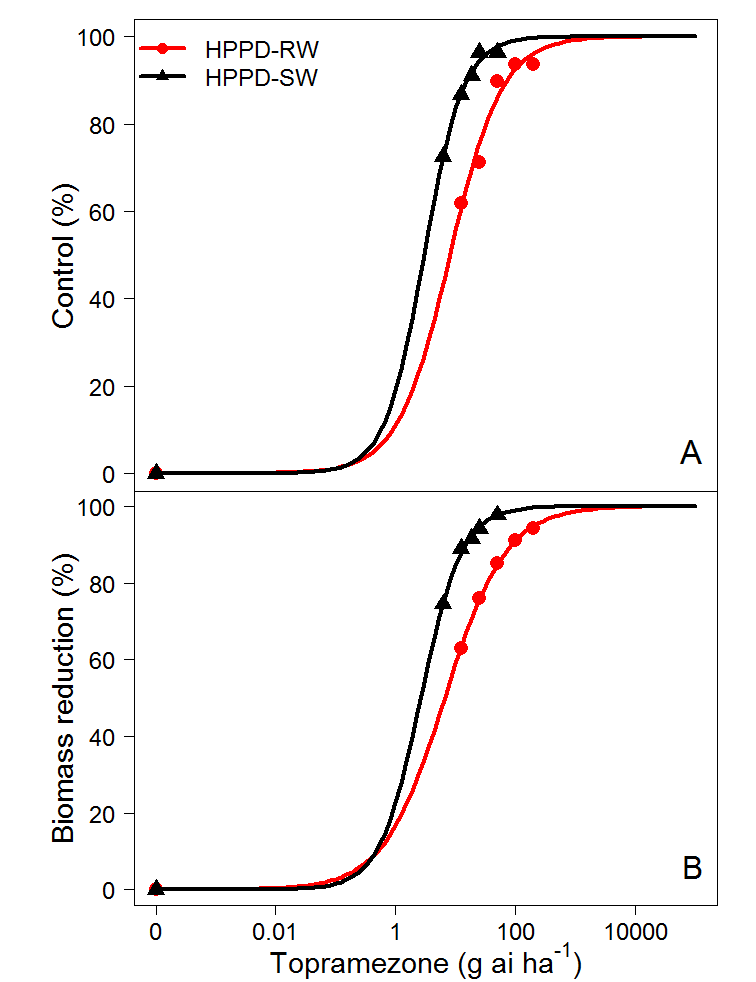 HPPD-RW
HPPD-SW
100
80
60
40
20
0
Control (%)
A
100
80
60
40
20
0
Biomass reduction (%)
B
0 0.01 1 100 10000
Topramezone (g ai ha⁻¹)